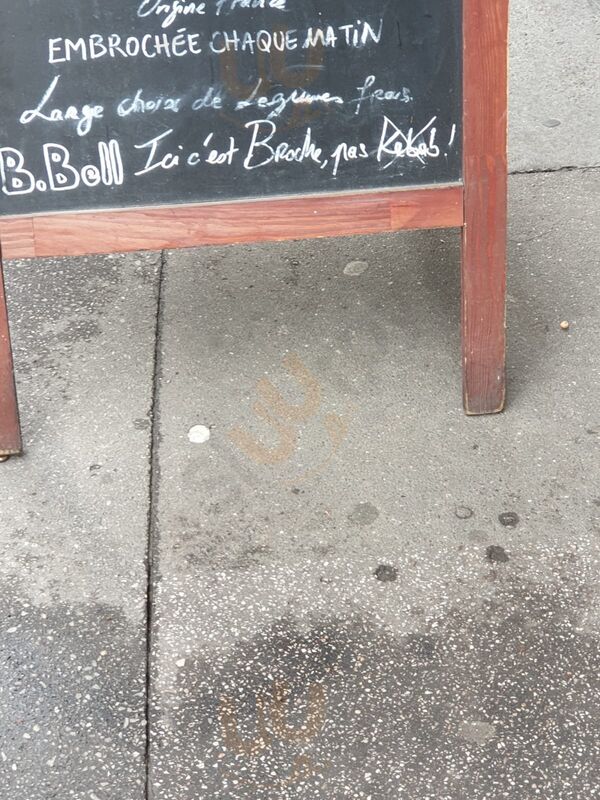 Origine France
EMBROCHÉE CHAQUE MATIN
Large choix de Légumes frais.
B.Bell Ici c'est Broche, pas Kebab!